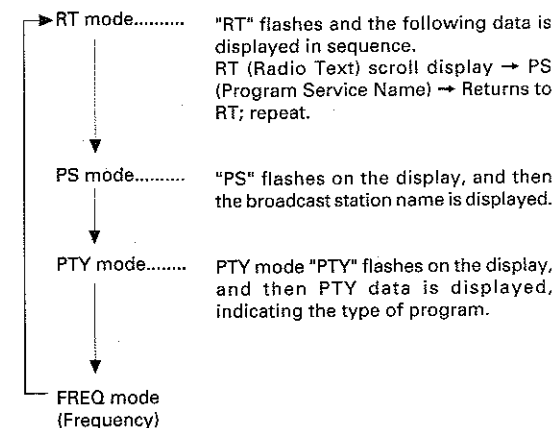 RT mode.......... "RT" flashes and the following data is
displayed in sequence.
RT (Radio Text) scroll display → PS
(Program Service Name) → Returns to
RT; repeat.
PS mode.......... "PS" flashes on the display, and then
the broadcast station name is displayed.
PTY mode........ PTY mode "PTY" flashes on the display,
and then PTY data is displayed,
indicating the type of program.
FREQ mode
(Frequency)